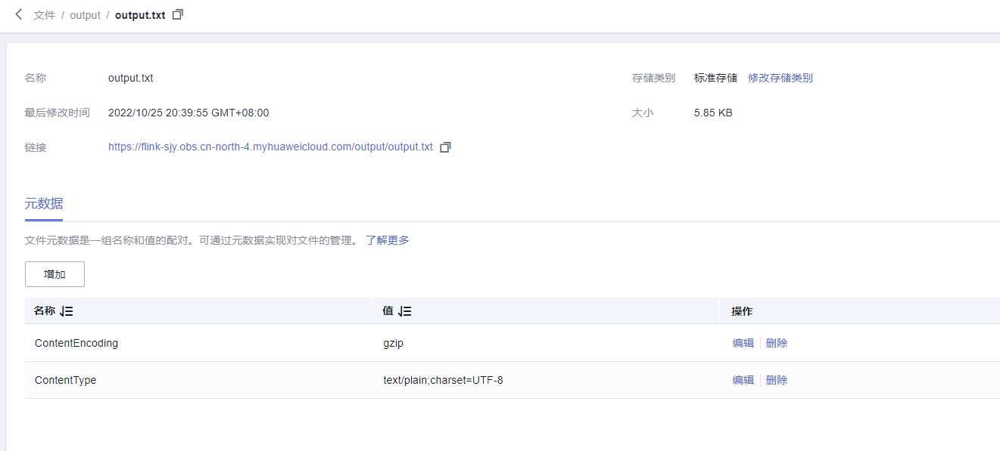 文件 / output / output.txt
名称 output.txt 存储类别 标准存储 修改存储类别
最后修改时间 2022/10/25 20:39:55 GMT+08:00 大小 5.85 KB
链接 https://flink-sjy.obs.cn-north-4.myhuaweicloud.com/output/output.txt
元数据
文件元数据是一组名称和值的配对。可通过元数据实现对文件的管理。 了解更多
增加
名称 值 操作
ContentEncoding gzip 编辑 删除
ContentType text/plain;charset=UTF-8 编辑 删除